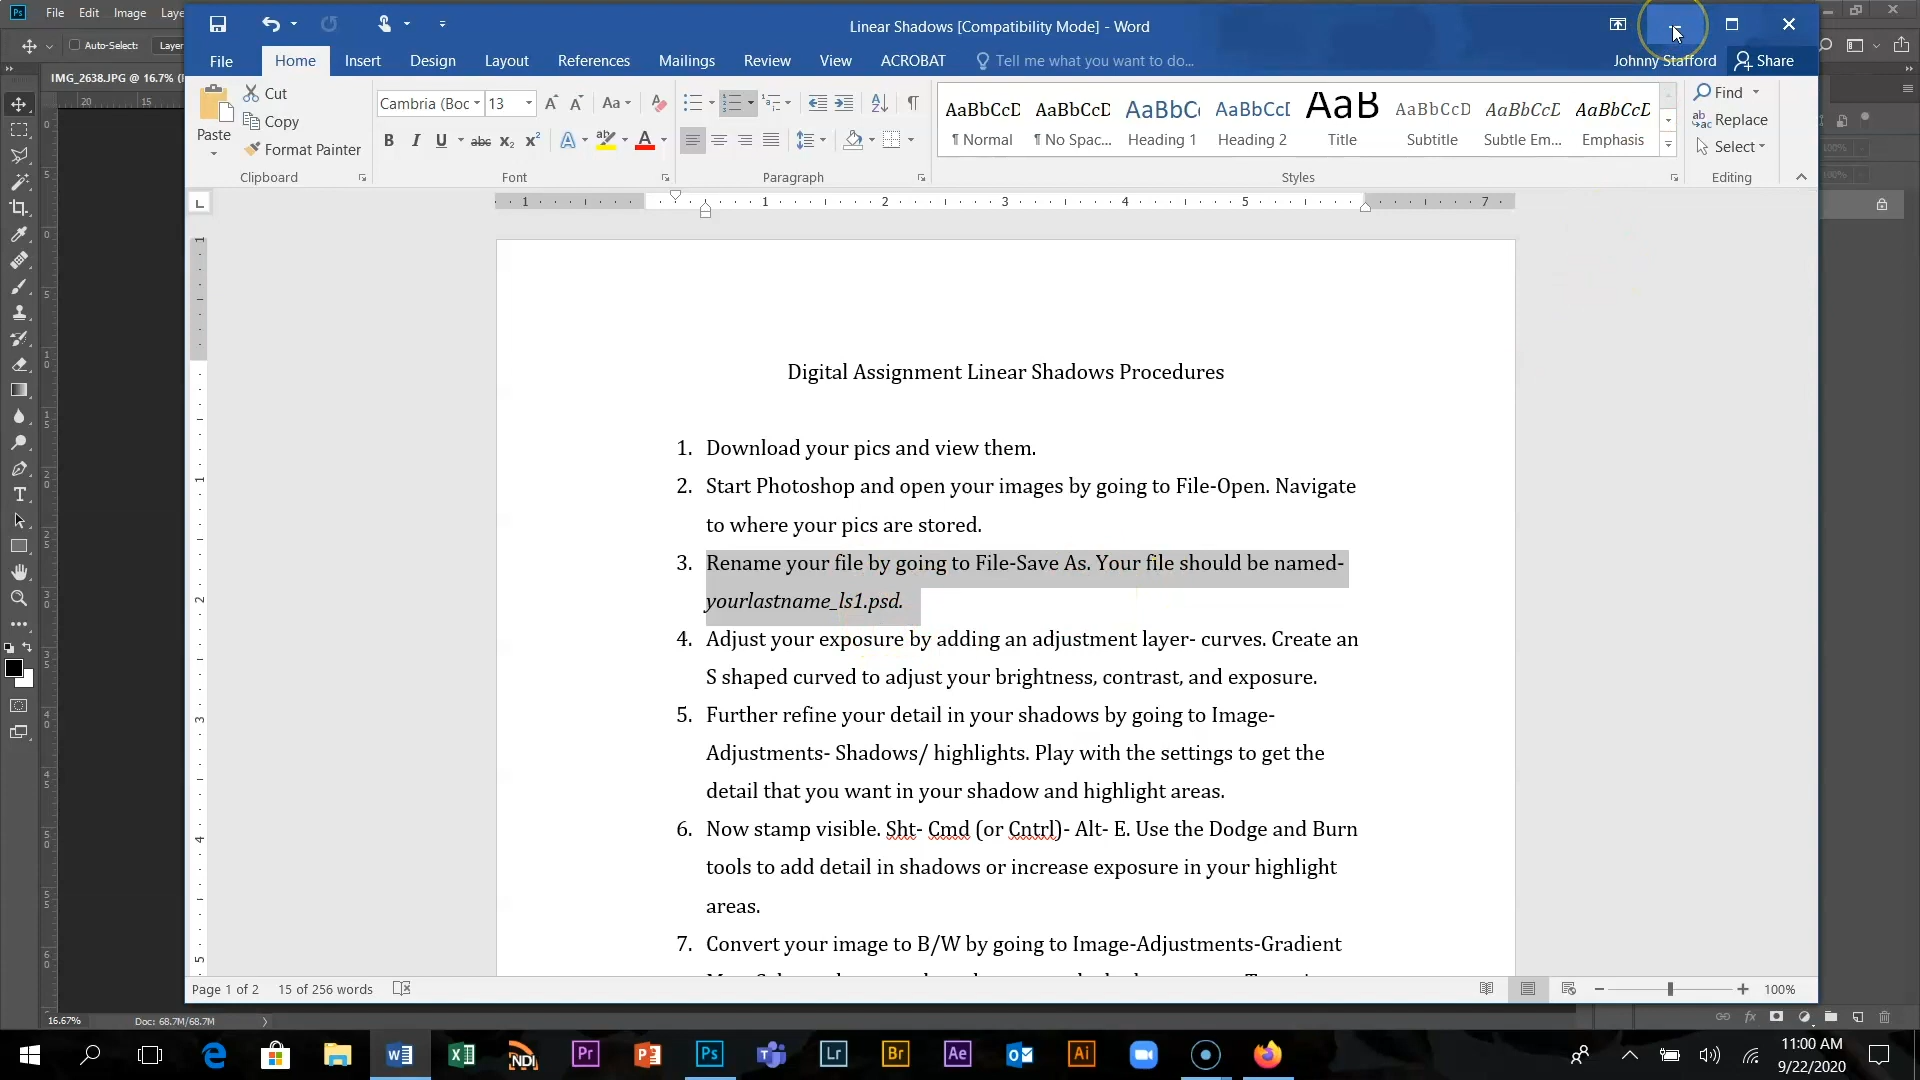 File Edit Image Laye
Auto-Select: Layer
IMG_2638.JPG @ 16.7% (R
Linear Shadows [Compatibility Mode] - Word
File Home Insert Design Layout References Mailings Review View ACROBAT Tell me what you want to do...
Johnny Stafford Share
Paste
Cut
Copy
Format Painter
Clipboard
Cambria (Boc 13
Font
Paragraph
AaBbCcD AaBbCcD AaBbC AaBbCcD AaB AaBbCcD AaBbCcD AaBbCcD
¶ Normal ¶ No Spac... Heading 1 Heading 2 Title Subtitle Subtle Em... Emphasis
Styles
Find
Replace
Select
Editing
1 1 2 3 4 5 7
Digital Assignment Linear Shadows Procedures
1. Download your pics and view them.
2. Start Photoshop and open your images by going to File-Open. Navigate
to where your pics are stored.
3. Rename your file by going to File-Save As. Your file should be named-
yourlastname_ls1.psd.
4. Adjust your exposure by adding an adjustment layer- curves. Create an
S shaped curved to adjust your brightness, contrast, and exposure.
5. Further refine your detail in your shadows by going to Image-
Adjustments- Shadows/ highlights. Play with the settings to get the
detail that you want in your shadow and highlight areas.
6. Now stamp visible. Sht- Cmd (or Cntrl)- Alt- E. Use the Dodge and Burn
tools to add detail in shadows or increase exposure in your highlight
areas.
7. Convert your image to B/W by going to Image-Adjustments-Gradient
Page 1 of 2 15 of 256 words
100%
16.67% Doc: 68.7M/68.7M
11:00 AM
9/22/2020